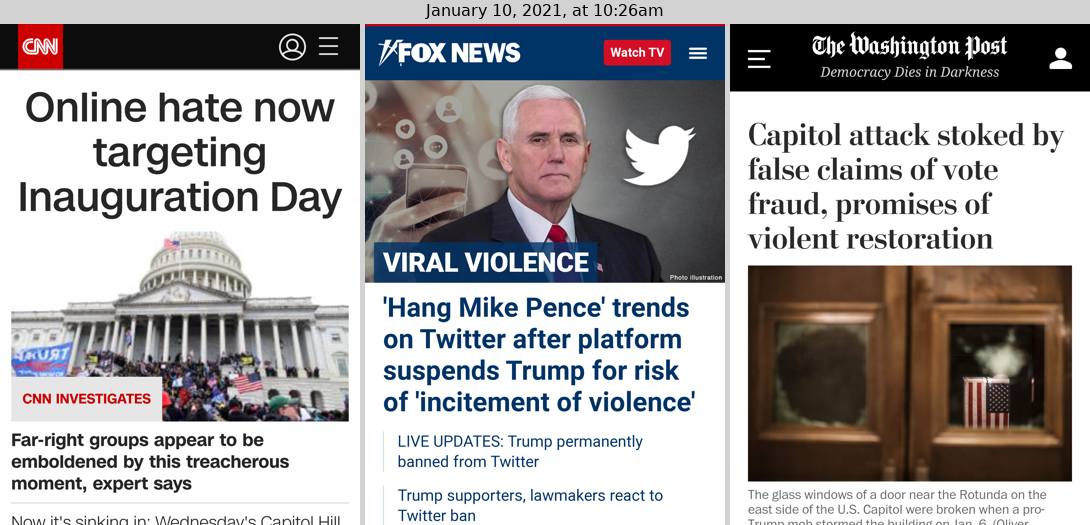 January 10, 2021, at 10:26am
CNN
Online hate now
targeting
Inauguration Day
CNN INVESTIGATES
Far-right groups appear to be
emboldened by this treacherous
moment, expert says
Now it's sinking in: Wednesday's Capitol Hill
FOX NEWS
Watch TV
VIRAL VIOLENCE
Photo illustration
'Hang Mike Pence' trends
on Twitter after platform
suspends Trump for risk
of 'incitement of violence'
LIVE UPDATES: Trump permanently
banned from Twitter
Trump supporters, lawmakers react to
Twitter ban
The Washington Post
Democracy Dies in Darkness
Capitol attack stoked by
false claims of vote
fraud, promises of
violent restoration
The glass windows of a door near the Rotunda on the
east side of the U.S. Capitol were broken when a pro-
Trump mob stormed the building on Jan. 6. (Oliver